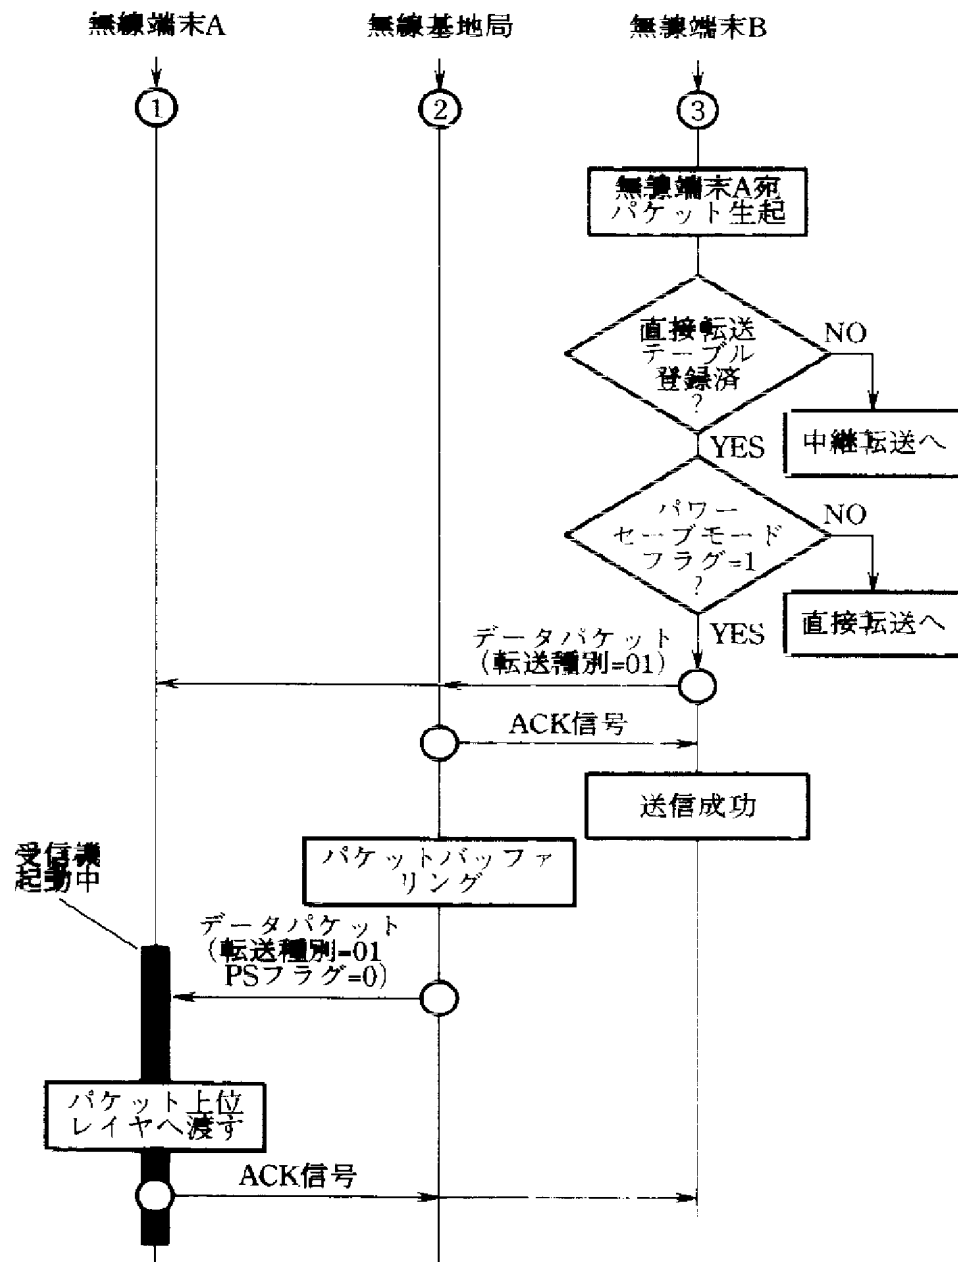 無線端末A
無線基地局
無線端末B
①
②
③
無線端末A宛
パケット生起
直接転送
テーブル
登録済
?
NO
中継転送へ
YES
パワー
セーブモード
フラグ=1
?
NO
直接転送へ
YES
データパケット
(転送種別=01)
ACK信号
送信成功
パケットバッファ
リング
受信機
起動中
データパケット
(転送種別=01
PSフラグ=0)
パケット上位
レイヤへ渡す
ACK信号